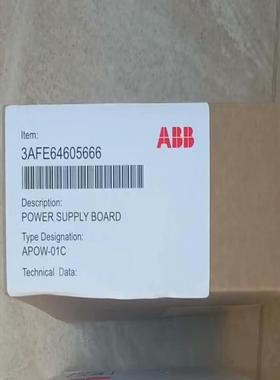 Item:
ABB
3AFE64605666
Description:
POWER SUPPLY BOARD
Type Designation:
APOW-01C
Technical Data: